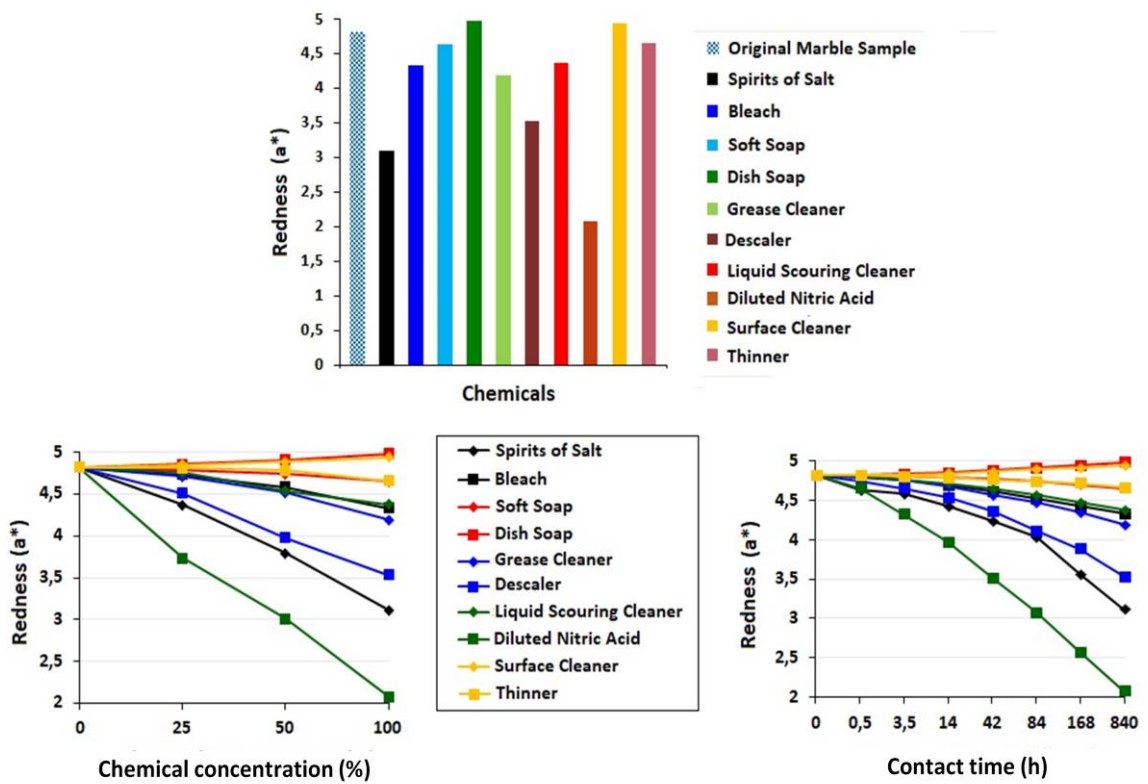 5
4,5
4
3,5
3
2,5
2
1,5
1
0,5
0
Redness (a*)
Chemicals
Original Marble Sample
Spirits of Salt
Bleach
Soft Soap
Dish Soap
Grease Cleaner
Descaler
Liquid Scouring Cleaner
Diluted Nitric Acid
Surface Cleaner
Thinner
5
4,5
4
3,5
3
2,5
2
Redness (a*)
0 25 50 100
Chemical concentration (%)
Spirits of Salt
Bleach
Soft Soap
Dish Soap
Grease Cleaner
Descaler
Liquid Scouring Cleaner
Diluted Nitric Acid
Surface Cleaner
Thinner
5
4,5
4
3,5
3
2,5
2
Redness (a*)
0 0,5 3,5 14 42 84 168 840
Contact time (h)